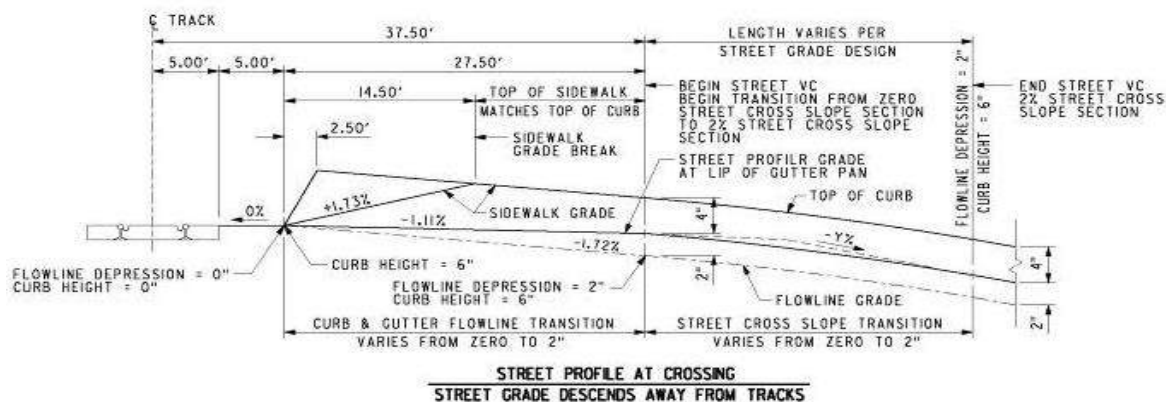 ℄ TRACK
37.50'
LENGTH VARIES PER
STREET GRADE DESIGN
5.00'
5.00'
27.50'
14.50'
TOP OF SIDEWALK
MATCHES TOP OF CURB
2.50'
SIDEWALK
GRADE BREAK
BEGIN STREET VC
BEGIN TRANSITION FROM ZERO
STREET CROSS SLOPE SECTION
TO 2% STREET CROSS SLOPE
SECTION
STREET PROFILR GRADE
AT LIP OF GUTTER PAN
FLOWLINE DEPRESSION = 2"
CURB HEIGHT = 6"
END STREET VC
2% STREET CROSS
SLOPE SECTION
TOP OF CURB
0%
+1.73%
SIDEWALK GRADE
-1.11%
4"
-1.72%
-Y%
FLOWLINE DEPRESSION = 0"
CURB HEIGHT = 0"
CURB HEIGHT = 6"
FLOWLINE DEPRESSION = 2"
CURB HEIGHT = 6"
2"
FLOWLINE GRADE
4"
2"
CURB & GUTTER FLOWLINE TRANSITION
VARIES FROM ZERO TO 2"
STREET CROSS SLOPE TRANSITION
VARIES FROM ZERO TO 2"
STREET PROFILE AT CROSSING
STREET GRADE DESCENDS AWAY FROM TRACKS